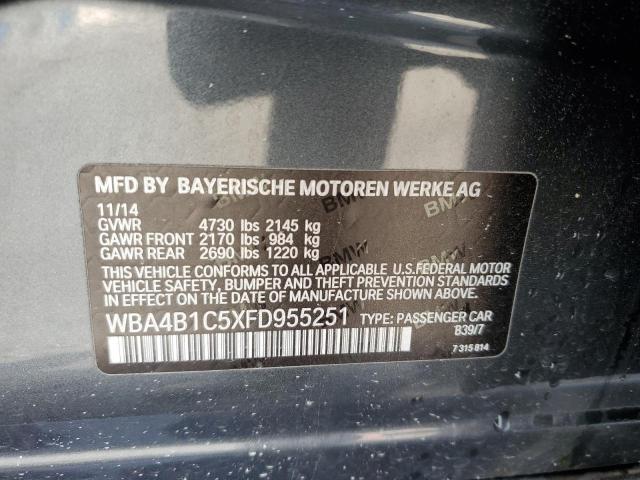 MFD BY BAYERISCHE MOTOREN WERKE AG
11/14
GVWR 4730 lbs 2145 kg
GAWR FRONT 2170 lbs 984 kg
GAWR REAR 2690 lbs 1220 kg
THIS VEHICLE CONFORMS TO ALL APPLICABLE U.S.FEDERAL MOTOR
VEHICLE SAFETY, BUMPER AND THEFT PREVENTION STANDARDS
IN EFFECT ON THE DATE OF MANUFACTURE SHOWN ABOVE.
WBA4B1C5XFD955251 TYPE: PASSENGER CAR
839/7
7 315 814